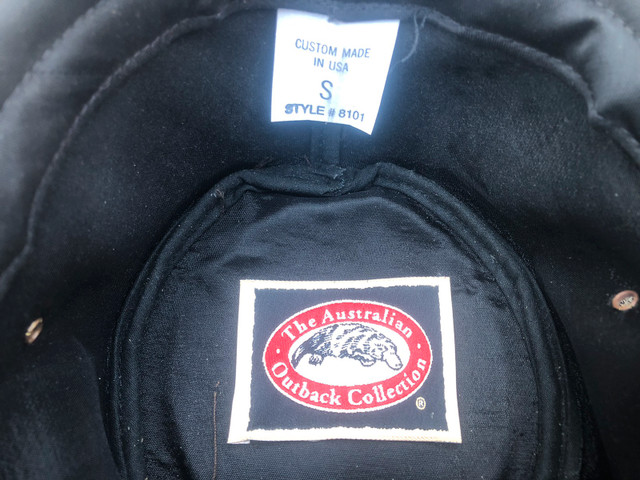 CUSTOM MADE
IN USA
S
STYLE # 8101
· The Australian ·
Outback Collection
®